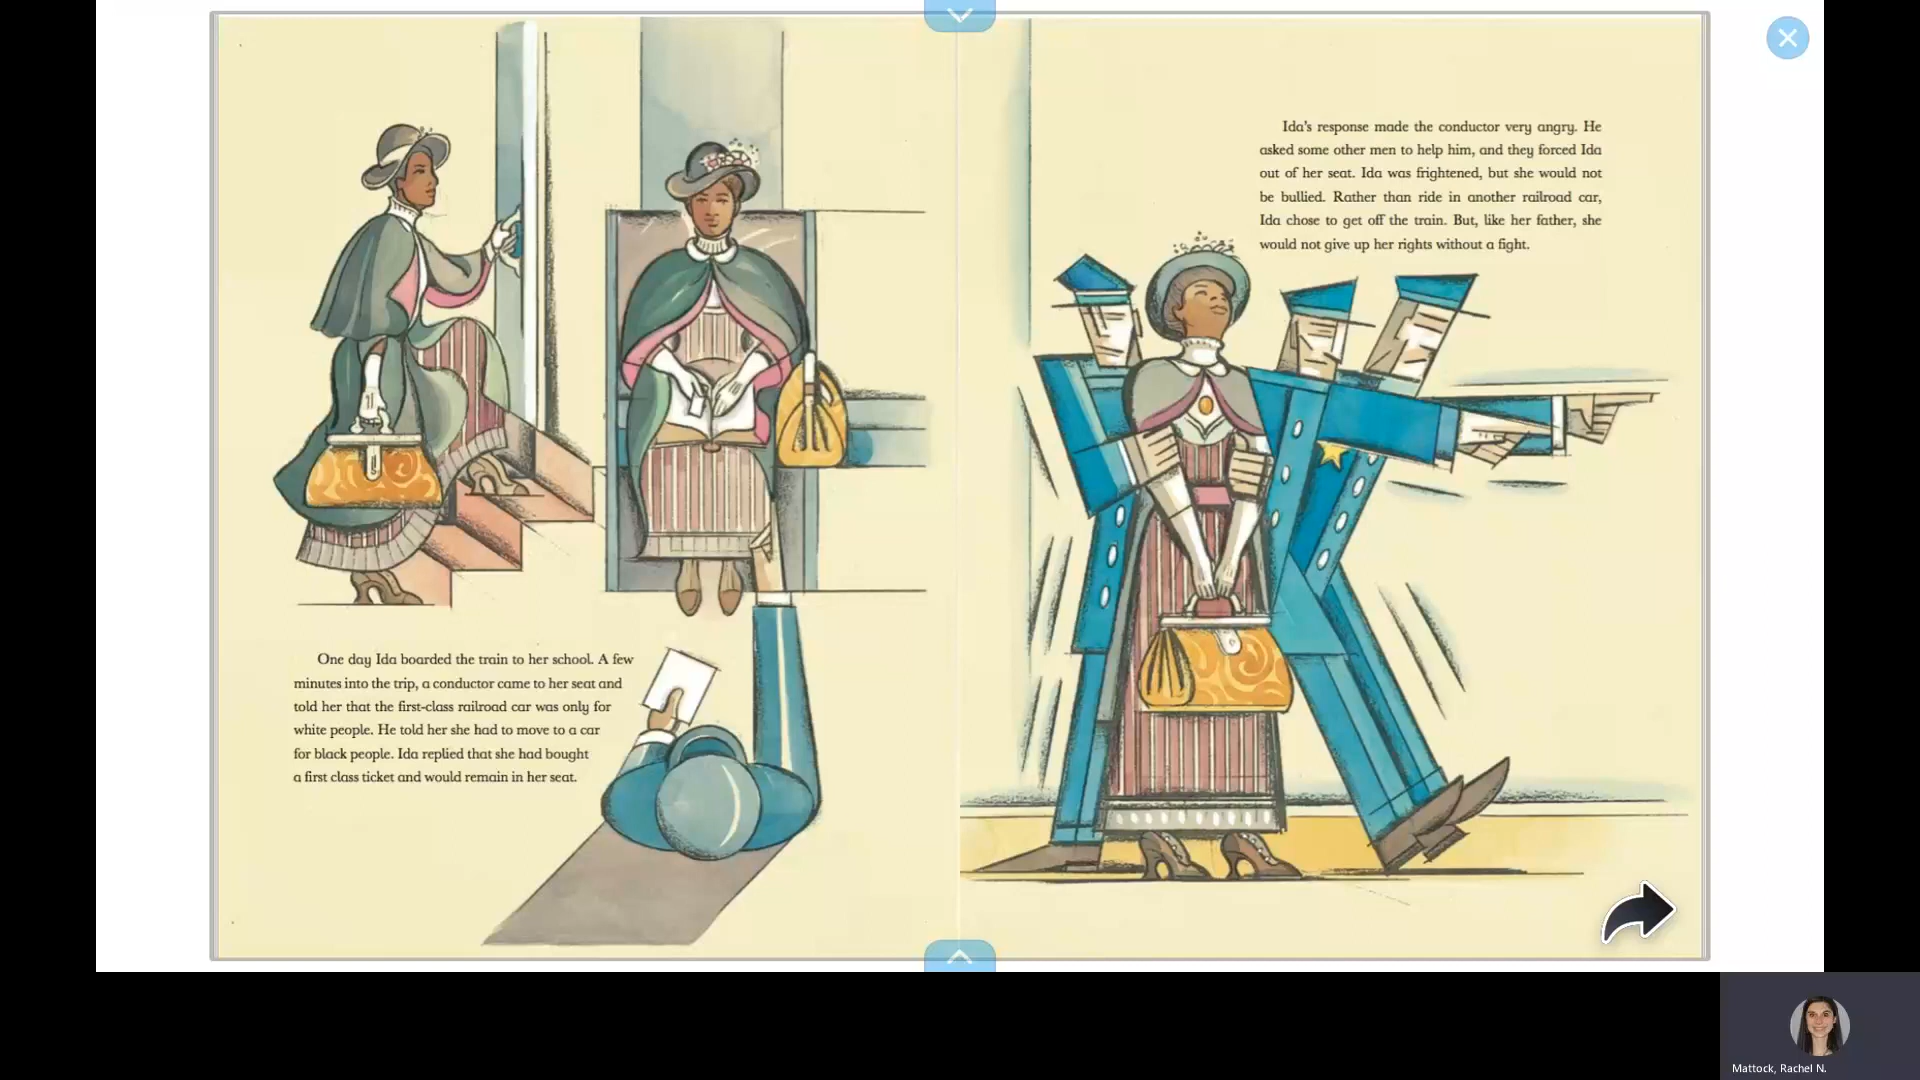 One day Ida boarded the train to her school. A few
minutes into the trip, a conductor came to her seat and
told her that the first-class railroad car was only for
white people. He told her she had to move to a car
for black people. Ida replied that she had bought
a first class ticket and would remain in her seat.
Ida's response made the conductor very angry. He
asked some other men to help him, and they forced Ida
out of her seat. Ida was frightened, but she would not
be bullied. Rather than ride in another railroad car,
Ida chose to get off the train. But, like her father, she
would not give up her rights without a fight.
Mattock, Rachel N.